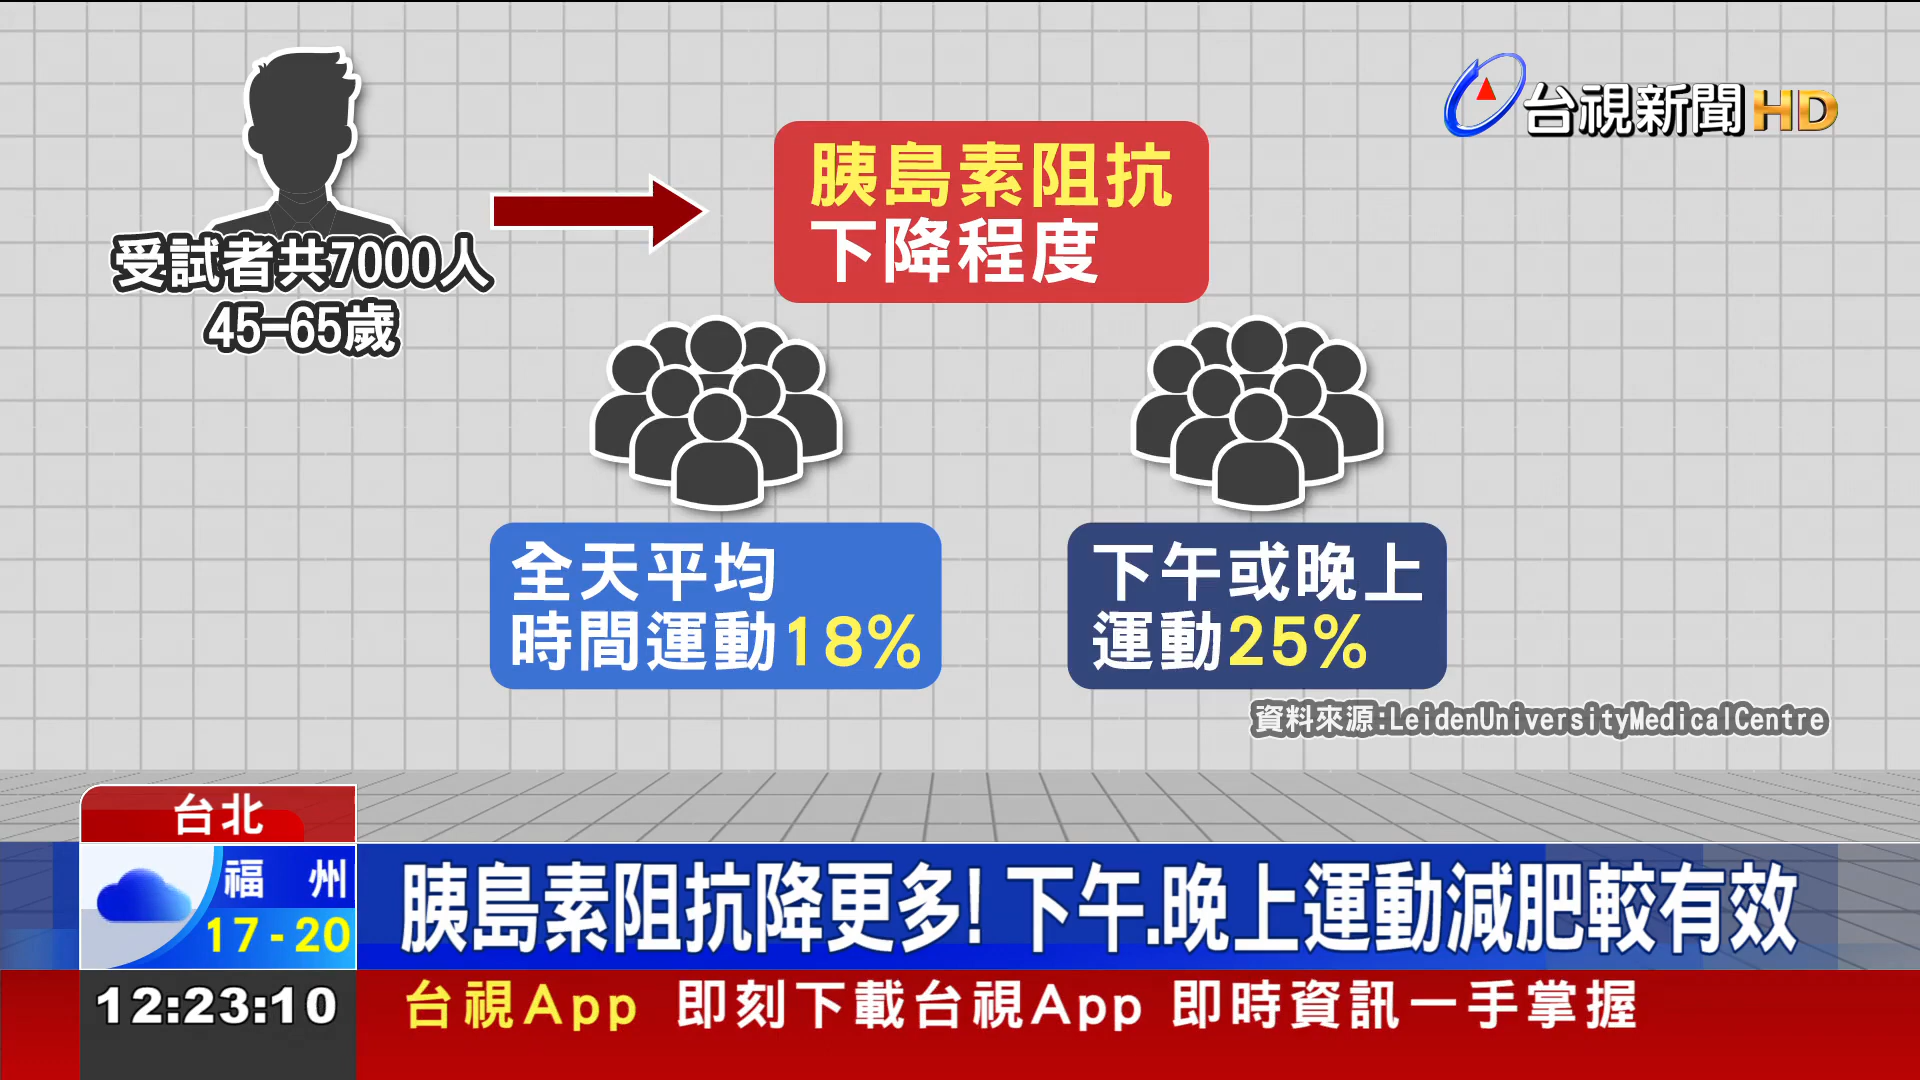 台視新聞HD
胰島素阻抗
下降程度
受試者共7000人
45-65歲
全天平均
時間運動18%
下午或晚上
運動25%
資料來源:LeidenUniversityMedicalCentre
台北
福 州
17-20
胰島素阻抗降更多! 下午.晚上運動減肥較有效
12:23:10
台視App 即刻下載台視App 即時資訊一手掌握